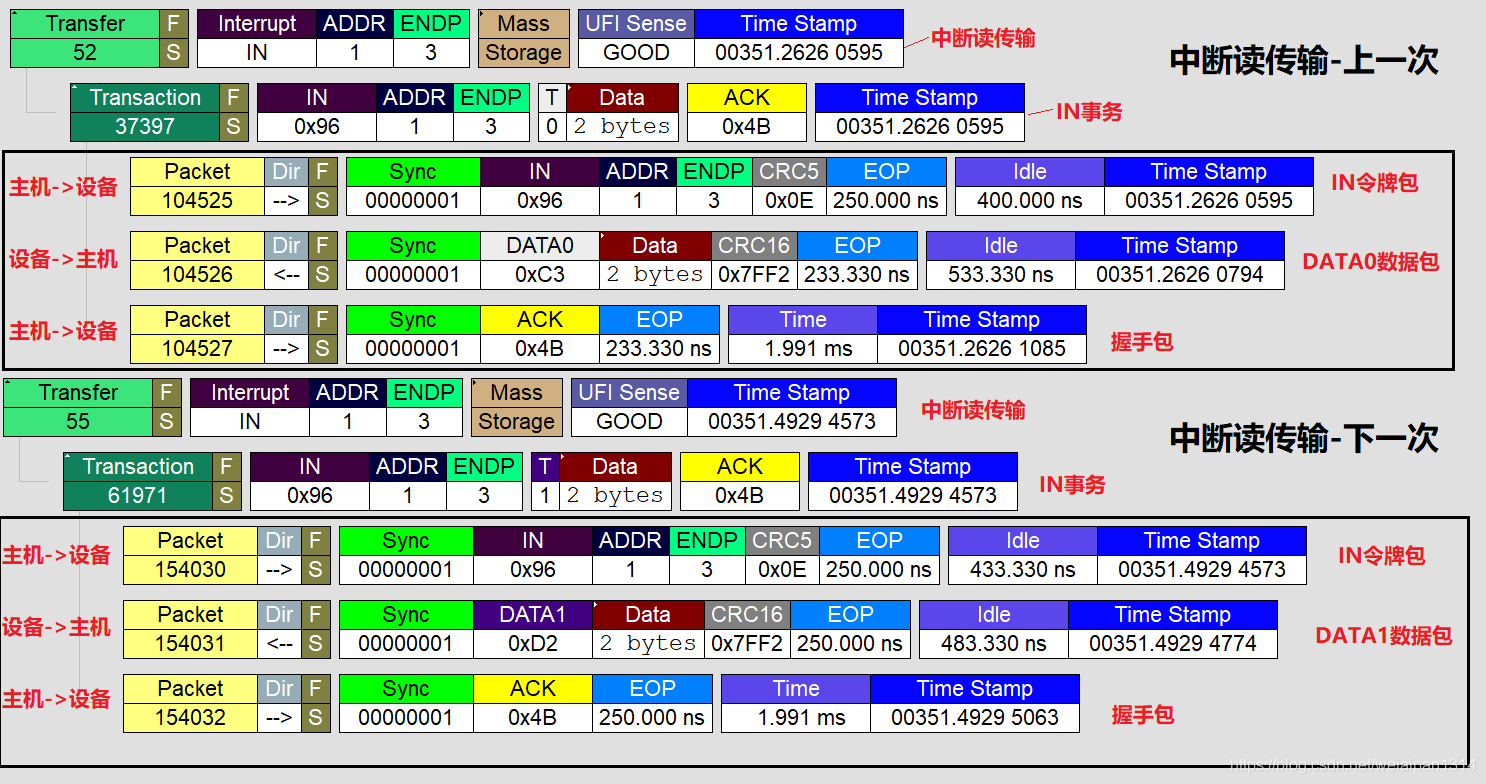 Transfer F Interrupt ADDR ENDP Mass UFI Sense Time Stamp
52 S IN 1 3 Storage GOOD 00351.2626 0595 中断读传输
中断读传输-上一次
Transaction F IN ADDR ENDP T Data ACK Time Stamp
37397 S 0x96 1 3 0 2 bytes 0x4B 00351.2626 0595 IN事务
Packet Dir F Sync IN ADDR ENDP CRC5 EOP Idle Time Stamp
主机->设备 104525 --> S 00000001 0x96 1 3 0x0E 250.000 ns 400.000 ns 00351.2626 0595 IN令牌包
Packet Dir F Sync DATA0 Data CRC16 EOP Idle Time Stamp
设备->主机 104526 <-- S 00000001 0xC3 2 bytes 0x7FF2 233.330 ns 533.330 ns 00351.2626 0794 DATA0数据包
Packet Dir F Sync ACK EOP Time Time Stamp
主机->设备 104527 --> S 00000001 0x4B 233.330 ns 1.991 ms 00351.2626 1085 握手包
Transfer F Interrupt ADDR ENDP Mass UFI Sense Time Stamp
55 S IN 1 3 Storage GOOD 00351.4929 4573 中断读传输
中断读传输-下一次
Transaction F IN ADDR ENDP T Data ACK Time Stamp
61971 S 0x96 1 3 1 2 bytes 0x4B 00351.4929 4573 IN事务
Packet Dir F Sync IN ADDR ENDP CRC5 EOP Idle Time Stamp
主机->设备 154030 --> S 00000001 0x96 1 3 0x0E 250.000 ns 433.330 ns 00351.4929 4573 IN令牌包
Packet Dir F Sync DATA1 Data CRC16 EOP Idle Time Stamp
设备->主机 154031 <-- S 00000001 0xD2 2 bytes 0x7FF2 250.000 ns 483.330 ns 00351.4929 4774 DATA1数据包
Packet Dir F Sync ACK EOP Time Time Stamp
主机->设备 154032 --> S 00000001 0x4B 250.000 ns 1.991 ms 00351.4929 5063 握手包
https://blog.csdn.net/weiaipan1314